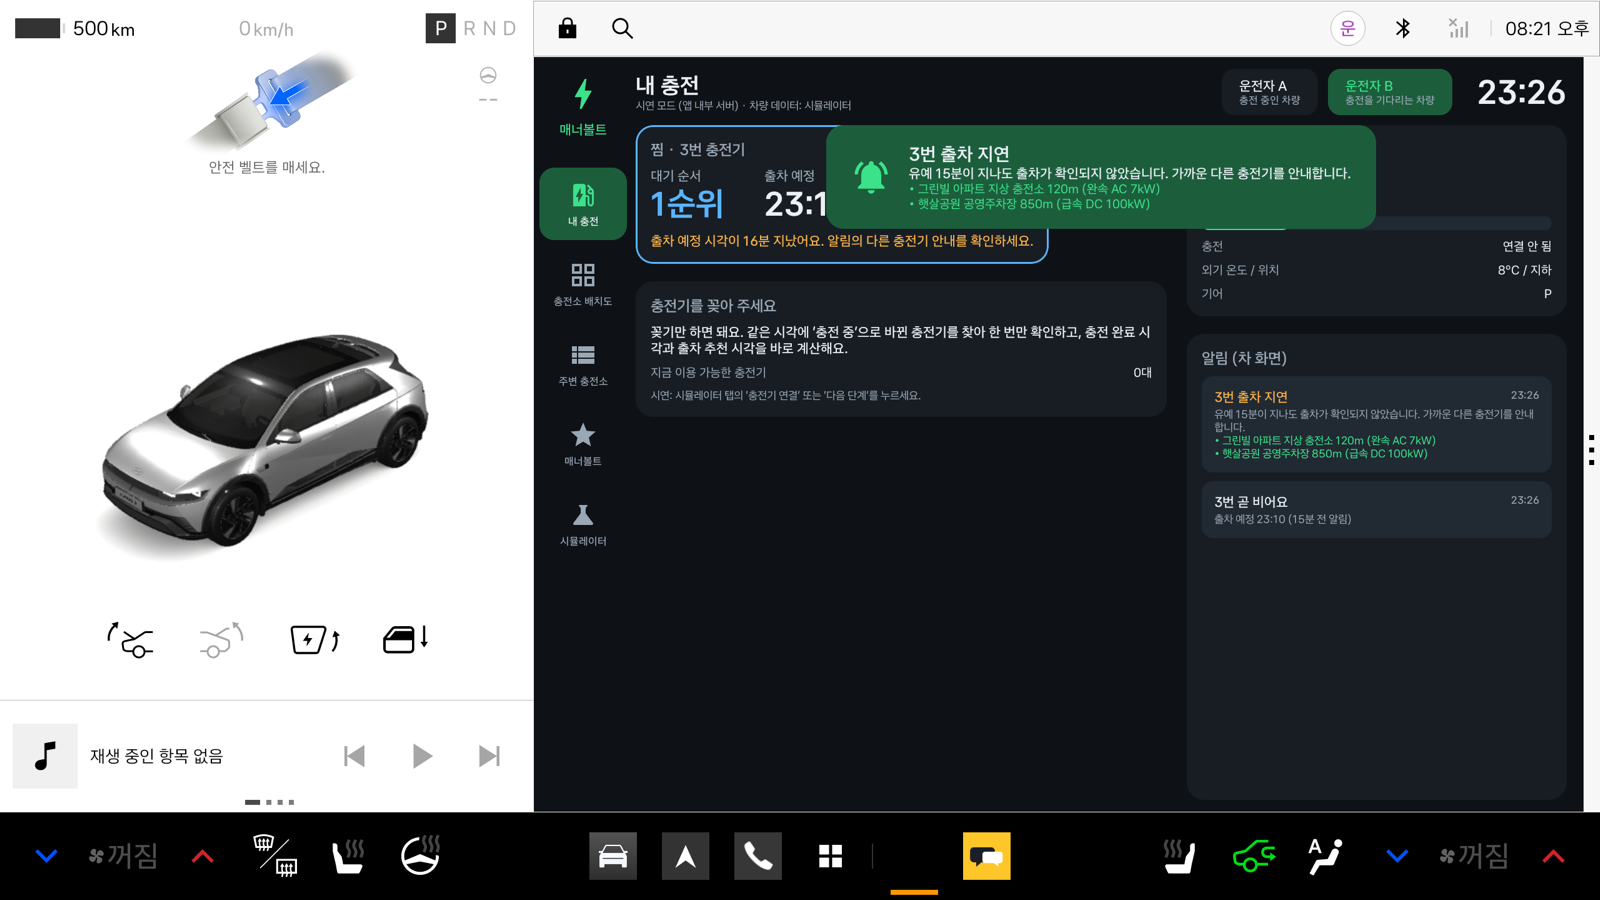 500 km
0 km/h
P R N D
--
안전 벨트를 매세요.
재생 중인 항목 없음
운
08:21 오후
매너볼트
내 충전
충전소 배치도
주변 충전소
매너볼트
시뮬레이터
내 충전
시연 모드 (앱 내부 서버) · 차량 데이터: 시뮬레이터
운전자 A
충전 중인 차량
운전자 B
충전을 기다리는 차량
23:26
찜 · 3번 충전기
대기 순서
출차 예정
1순위
23:1
출차 예정 시각이 16분 지났어요. 알림의 다른 충전기 안내를 확인하세요.
3번 출차 지연
유예 15분이 지나도 출차가 확인되지 않았습니다. 가까운 다른 충전기를 안내합니다.
• 그린빌 아파트 지상 충전소 120m (완속 AC 7kW)
• 햇살공원 공영주차장 850m (급속 DC 100kW)
충전기를 꽂아 주세요
꽂기만 하면 돼요. 같은 시각에 ‘충전 중’으로 바뀐 충전기를 찾아 한 번만 확인하고, 충전 완료 시
각과 출차 추천 시각을 바로 계산해요.
지금 이용 가능한 충전기
0대
시연: 시뮬레이터 탭의 ‘충전기 연결’ 또는 ‘다음 단계’를 누르세요.
충전
연결 안 됨
외기 온도 / 위치
8°C / 지하
기어
P
알림 (차 화면)
3번 출차 지연
23:26
유예 15분이 지나도 출차가 확인되지 않았습니다. 가까운 다른 충전기를 안내
합니다.
• 그린빌 아파트 지상 충전소 120m (완속 AC 7kW)
• 햇살공원 공영주차장 850m (급속 DC 100kW)
3번 곧 비어요
23:26
출차 예정 23:10 (15분 전 알림)
꺼짐
A
꺼짐